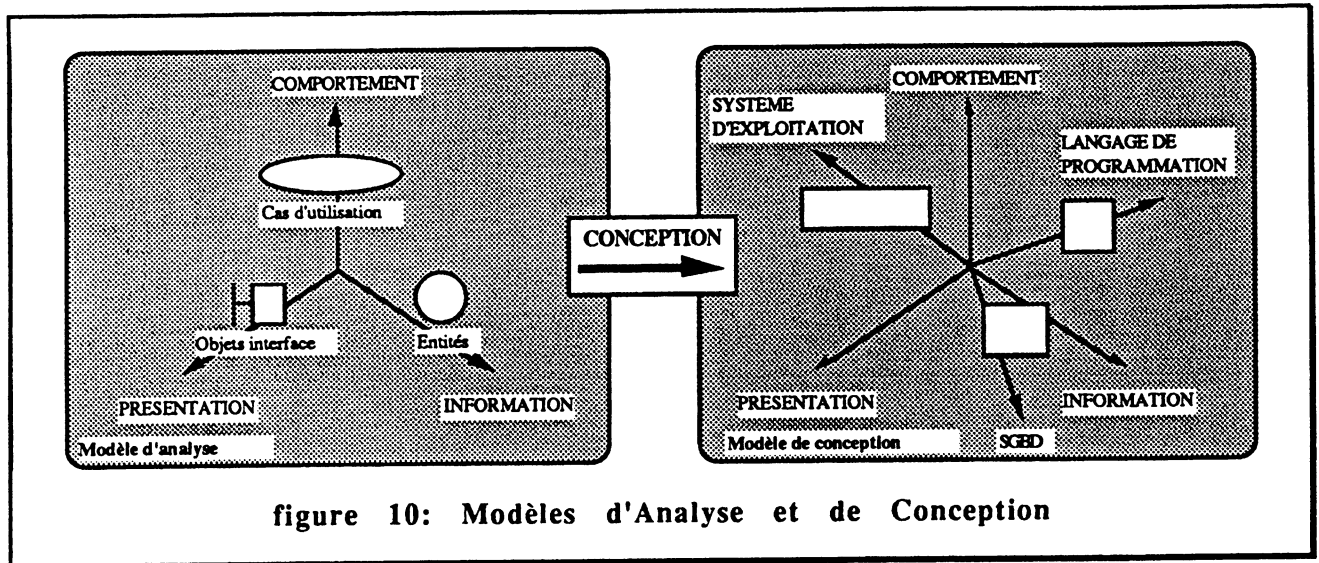 COMPORTEMENT
Cas d'utilisation
Objets interface
Entités
PRESENTATION
INFORMATION
Modèle d'analyse
CONCEPTION
COMPORTEMENT
SYSTEME
D'EXPLOITATION
LANGAGE DE
PROGRAMMATION
PRESENTATION
INFORMATION
Modèle de conception
SGBD
figure 10: Modèles d'Analyse et de Conception